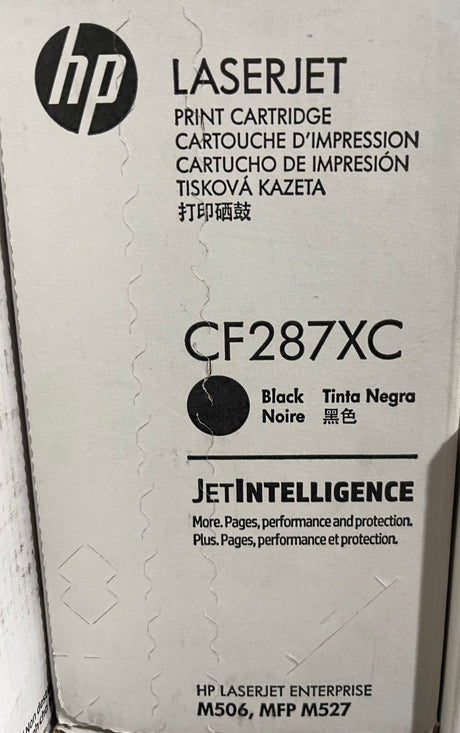 hp
LASERJET
PRINT CARTRIDGE
CARTOUCHE D'IMPRESSION
CARTUCHO DE IMPRESIÓN
TISKOVÁ KAZETA
打印硒鼓
CF287XC
Black Tinta Negra
Noire 黑色
JETINTELLIGENCE
More. Pages, performance and protection.
Plus. Pages, performance et protection.
HP LASERJET ENTERPRISE
M506, MFP M527